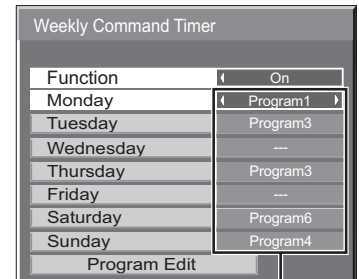 Weekly Command Timer
Function On
Monday Program1
Tuesday Program3
Wednesday ---
Thursday Program3
Friday ---
Saturday Program6
Sunday Program4
Program Edit